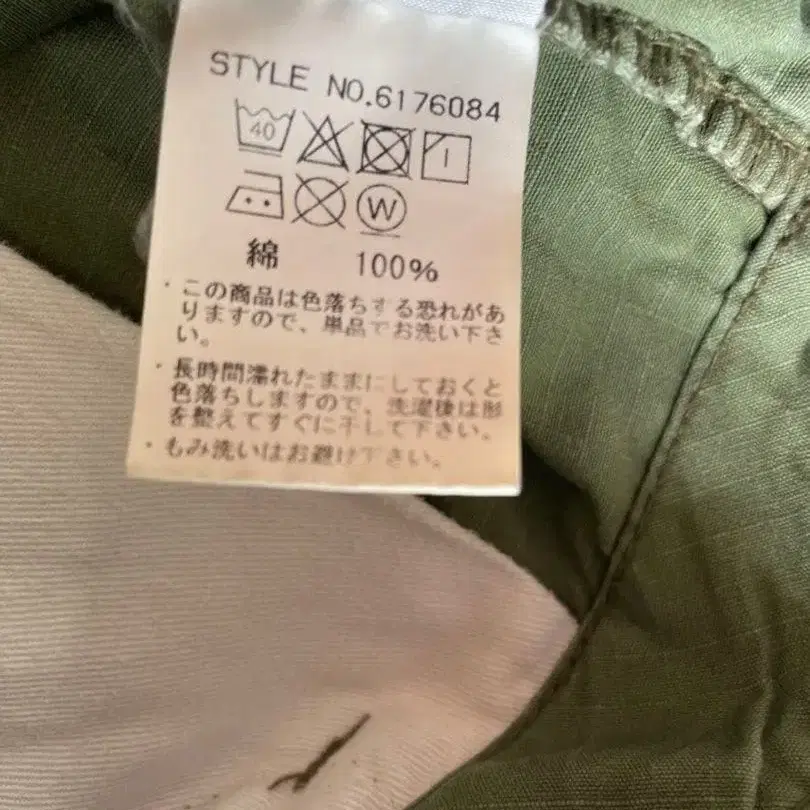 STYLE NO.6176084
40
W
綿 100%
・この商品は色落ちする恐れがあ
りますので、単品でお洗い下さ
い。
・長時間濡れたままにしておくと
色落ちしますので、洗濯後は形
を整えてすぐに干して下さい。
・もみ洗いはお避け下さい。